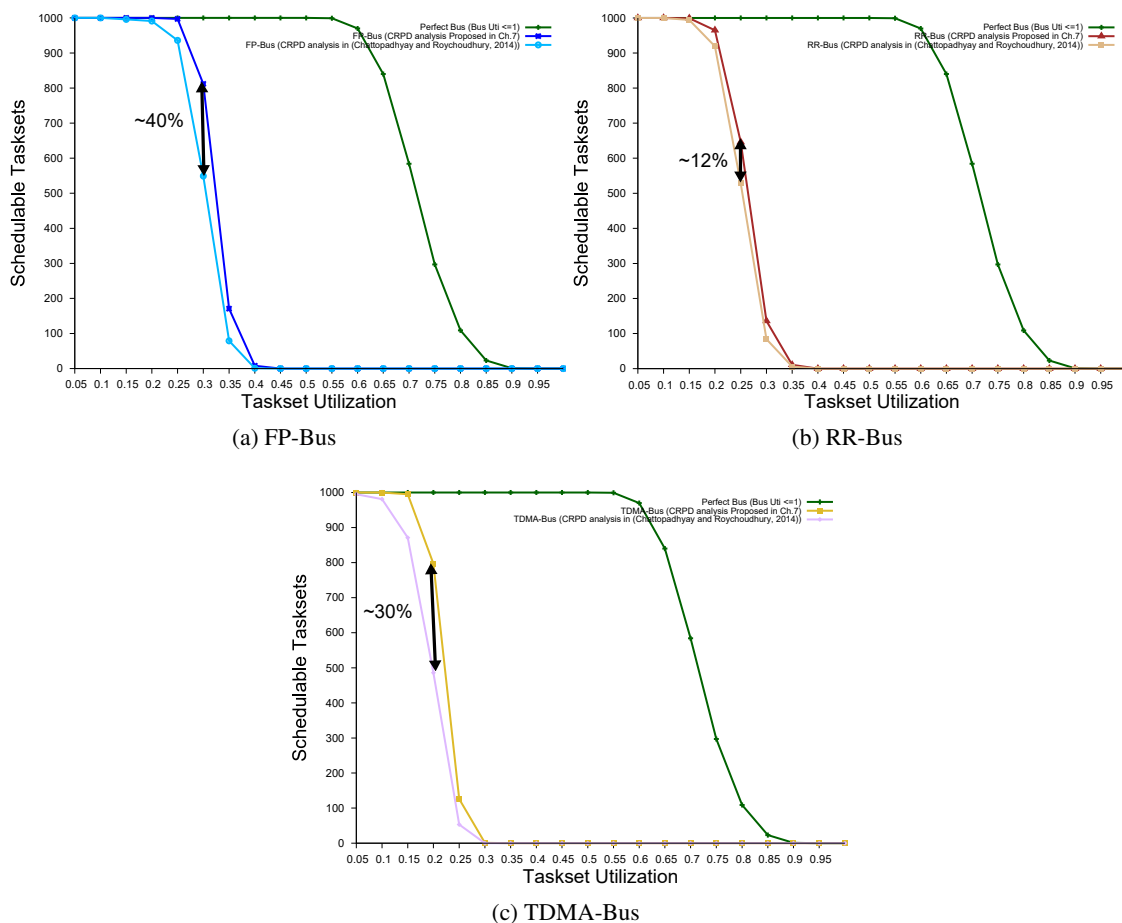 Perfect Bus (Bus Uti <=1)
FP-Bus (CRPD analysis Proposed in Ch.7)
FP-Bus (CRPD analysis in (Chattopadhyay and Roychoudhury, 2014))
~40%
Schedulable Tasksets
1000
900
800
700
600
500
400
300
200
100
0
0.05 0.1 0.15 0.2 0.25 0.3 0.35 0.4 0.45 0.5 0.55 0.6 0.65 0.7 0.75 0.8 0.85 0.9 0.95
Taskset Utilization
(a) FP-Bus
Perfect Bus (Bus Uti <=1)
RR-Bus (CRPD analysis Proposed in Ch.7)
RR-Bus (CRPD analysis in (Chattopadhyay and Roychoudhury, 2014))
~12%
Schedulable Tasksets
1000
900
800
700
600
500
400
300
200
100
0
0.05 0.1 0.15 0.2 0.25 0.3 0.35 0.4 0.45 0.5 0.55 0.6 0.65 0.7 0.75 0.8 0.85 0.9 0.95
Taskset Utilization
(b) RR-Bus
Perfect Bus (Bus Uti <=1)
TDMA-Bus (CRPD analysis Proposed in Ch.7)
TDMA-Bus (CRPD analysis in (Chattopadhyay and Roychoudhury, 2014))
~30%
Schedulable Tasksets
1000
900
800
700
600
500
400
300
200
100
0
0.05 0.1 0.15 0.2 0.25 0.3 0.35 0.4 0.45 0.5 0.55 0.6 0.65 0.7 0.75 0.8 0.85 0.9 0.95
Taskset Utilization
(c) TDMA-Bus